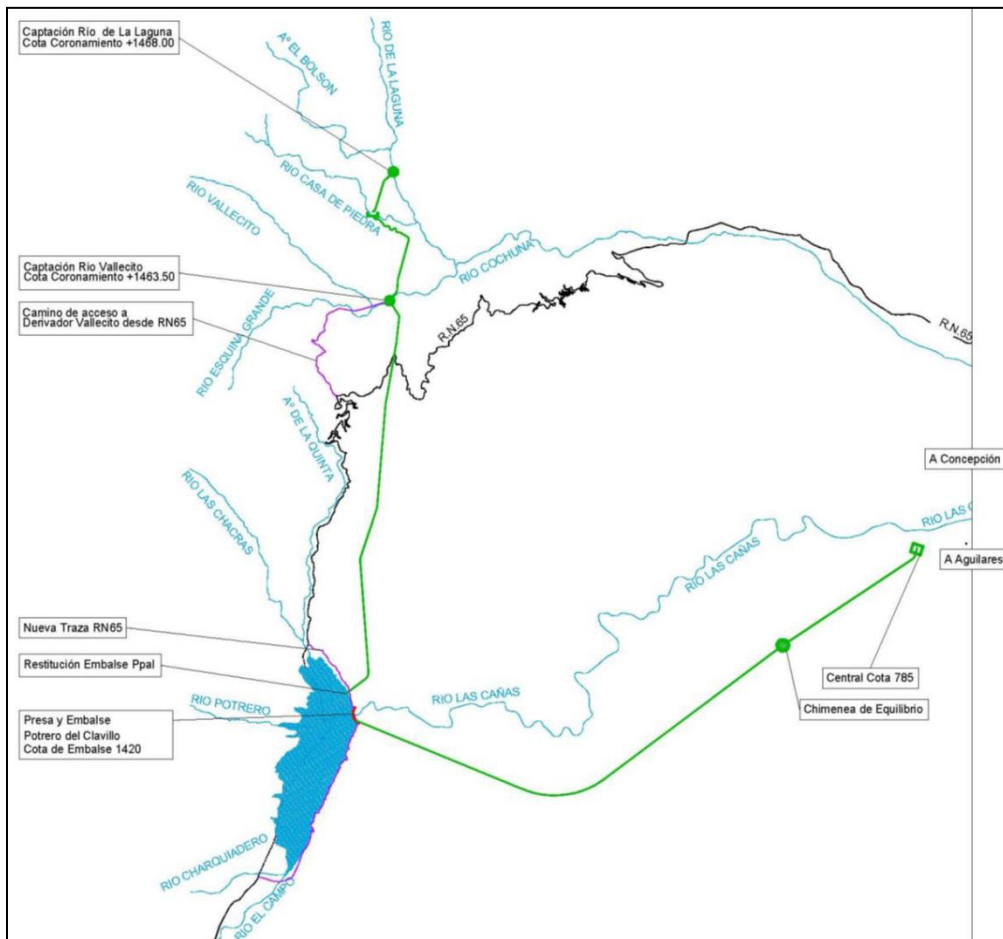 Captación Río de La Laguna
Cota Coronamiento +1468.00
Aº EL BOLSON
RIO DE LA LAGUNA
RIO CASA DE PIEDRA
RIO VALLECITO
Captación Río Vallecito
Cota Coronamiento +1463.50
RIO COCHUNA
Camino de acceso a
Derivador Vallecito desde RN65
RIO ESQUINA GRANDE
R.N.65
R.N.65
Aº DE LA QUINTA
A Concepción
RIO LAS CHACRAS
RIO LAS C
RIO LAS CAÑAS
A Aguilares
Nueva Traza RN65
Restitución Embalse Ppal
Central Cota 785
RIO POTRERO
RIO LAS CAÑAS
Chimenea de Equilibrio
Presa y Embalse
Potrero del Clavillo
Cota de Embalse 1420
RIO CHARQUIADERO
RIO EL CAMPO